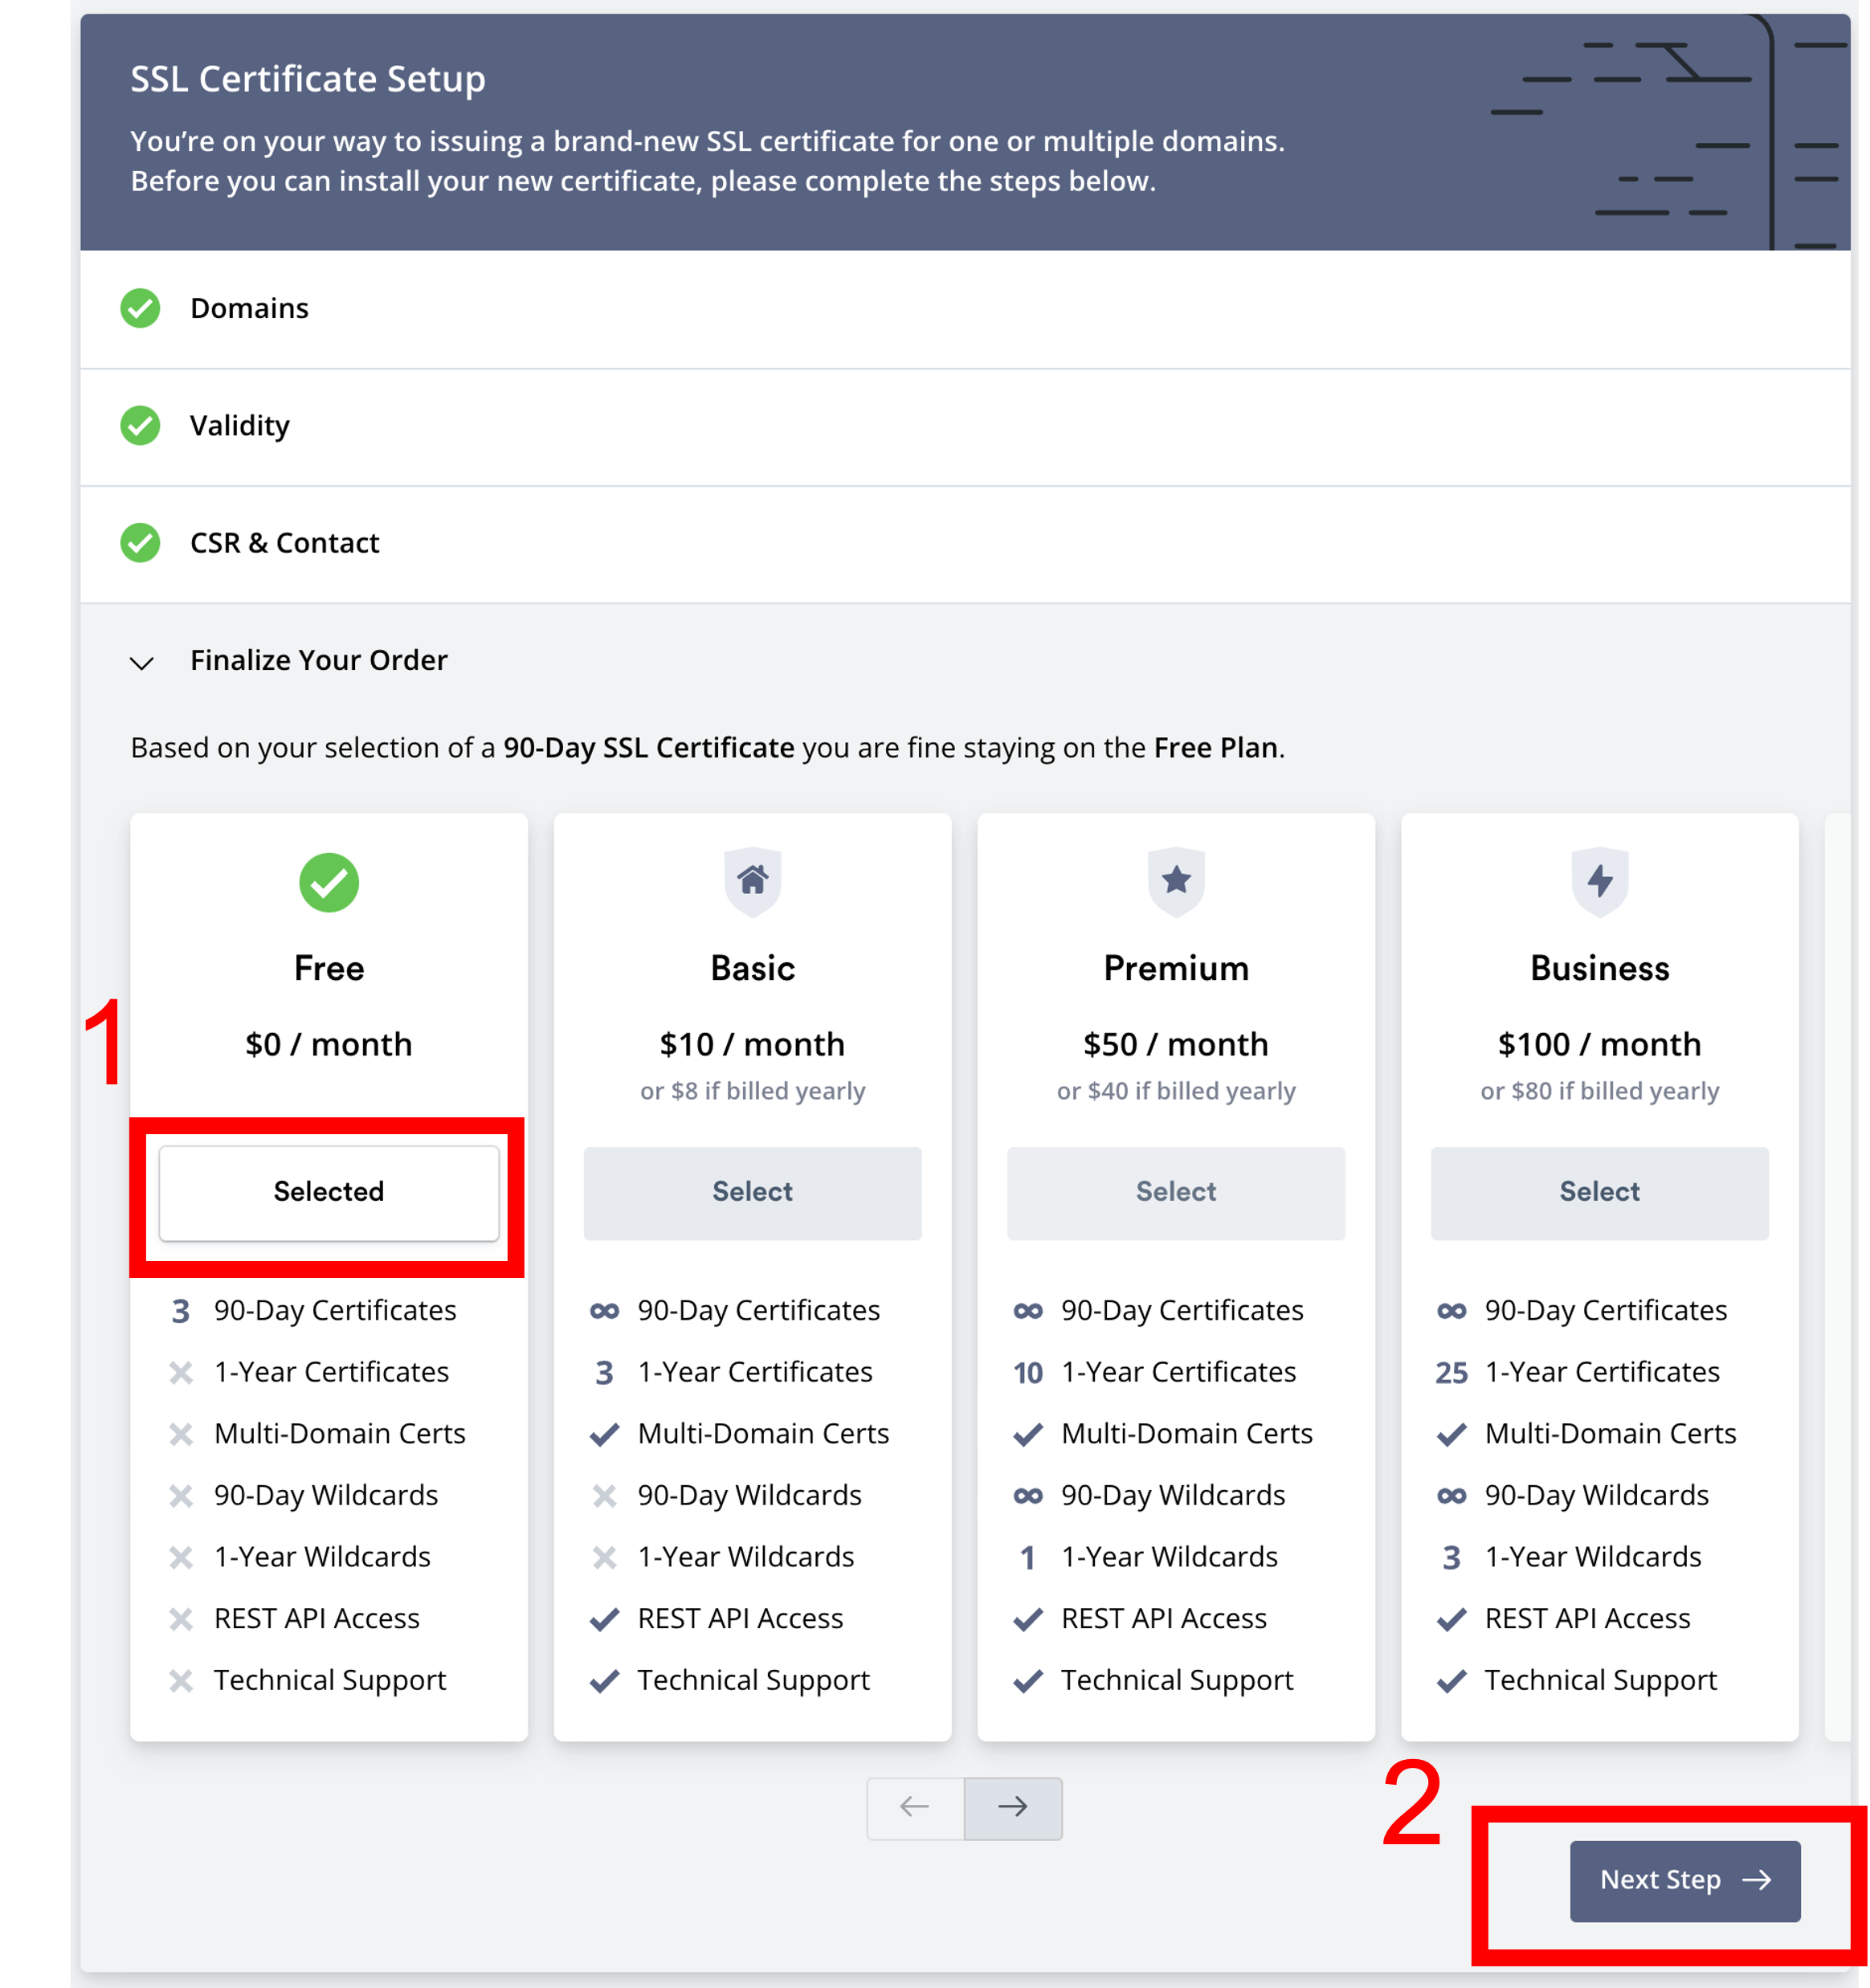 SSL Certificate Setup
You’re on your way to issuing a brand-new SSL certificate for one or multiple domains.
Before you can install your new certificate, please complete the steps below.
Domains
Validity
CSR & Contact
Finalize Your Order
Based on your selection of a 90-Day SSL Certificate you are fine staying on the Free Plan.
1
Free
$0 / month
Selected
3 90-Day Certificates
1-Year Certificates
Multi-Domain Certs
90-Day Wildcards
1-Year Wildcards
REST API Access
Technical Support
Basic
$10 / month
or $8 if billed yearly
Select
∞ 90-Day Certificates
3 1-Year Certificates
Multi-Domain Certs
90-Day Wildcards
1-Year Wildcards
REST API Access
Technical Support
Premium
$50 / month
or $40 if billed yearly
Select
∞ 90-Day Certificates
10 1-Year Certificates
Multi-Domain Certs
∞ 90-Day Wildcards
1 1-Year Wildcards
REST API Access
Technical Support
Business
$100 / month
or $80 if billed yearly
Select
∞ 90-Day Certificates
25 1-Year Certificates
Multi-Domain Certs
∞ 90-Day Wildcards
3 1-Year Wildcards
REST API Access
Technical Support
2
Next Step →